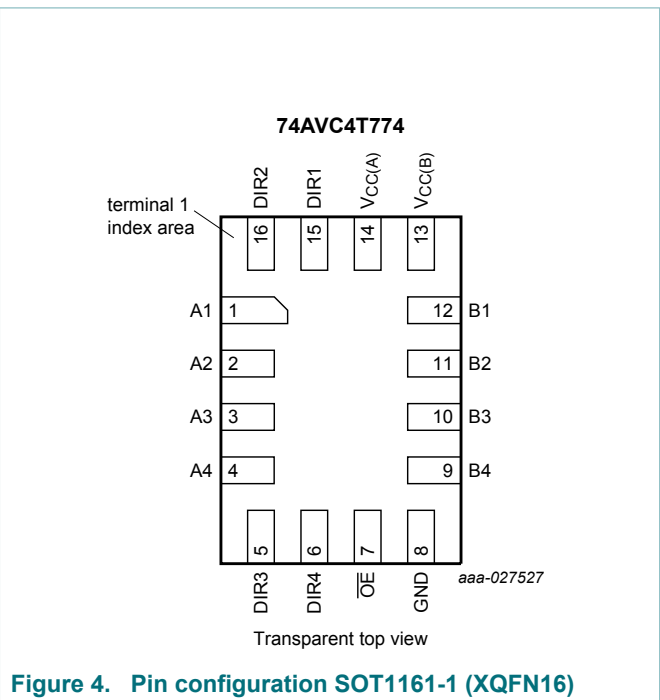 74AVC4T774
DIR2 DIR1 VCC(A) VCC(B)
terminal 1
index area
16 15 14 13
A1 1 12 B1
A2 2 11 B2
A3 3 10 B3
A4 4 9 B4
5 6 7 8
DIR3 DIR4 O̅E̅ GND
aaa-027527
Transparent top view
Figure 4. Pin configuration SOT1161-1 (XQFN16)